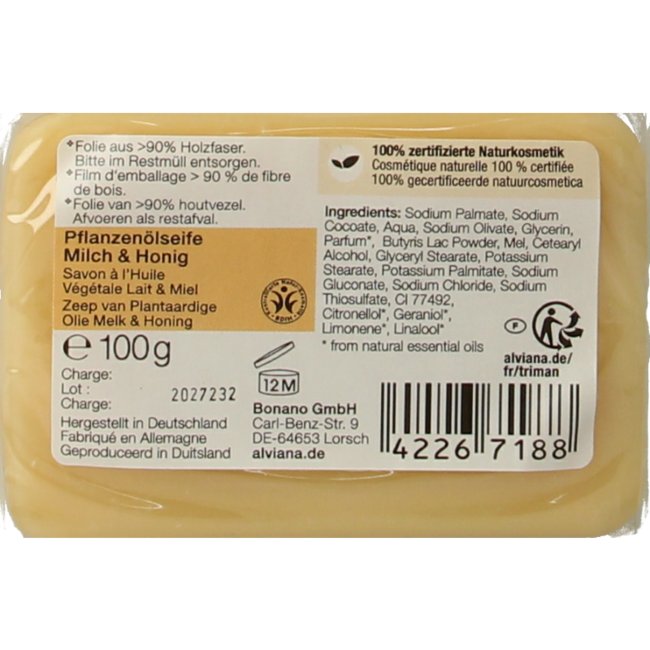 *Folie aus >90% Holzfaser.
Bitte im Restmüll entsorgen.
*Film d'emballage > 90 % de fibre
de bois.
*Folie van >90% houtvezel.
Afvoeren als restafval.
Pflanzenölseife
Milch & Honig
Savon à l'Huile
Végétale Lait & Miel
Zeep van Plantaardige
Olie Melk & Honing
℮ 100g
Charge:
Lot :
Charge:
2027232
Hergestellt in Deutschland
Fabriqué en Allemagne
Geproduceerd in Duitsland
12M
Bonano GmbH
Carl-Benz-Str. 9
DE-64653 Lorsch
alviana.de
100% zertifizierte Naturkosmetik
Cosmétique naturelle 100 % certifiée
100% gecertificeerde natuurcosmetica
Ingredients: Sodium Palmate, Sodium
Cocoate, Aqua, Sodium Olivate, Glycerin,
Parfum*, Butyris Lac Powder, Mel, Cetearyl
Alcohol, Glyceryl Stearate, Potassium
Stearate, Potassium Palmitate, Sodium
Gluconate, Sodium Chloride, Sodium
Thiosulfate, CI 77492,
Citronellol*, Geraniol*,
Limonene*, Linalool*
* from natural essential oils
F
alviana.de/
fr/triman
4226 7188